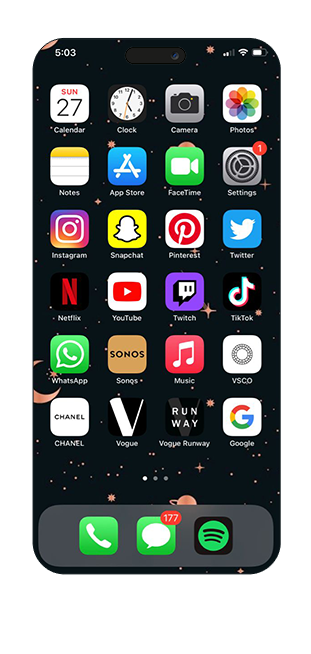 5:03
SUN
27
Calendar
Clock
Camera
Photos
Notes
App Store
FaceTime
1
Settings
Instagram
Snapchat
Pinterest
Twitter
Netflix
YouTube
Twitch
TikTok
WhatsApp
SONOS
Sonos
Music
VSCO
CHANEL
CHANEL
V
Vogue
RUN
WAY
Vogue Runway
G
Google
177